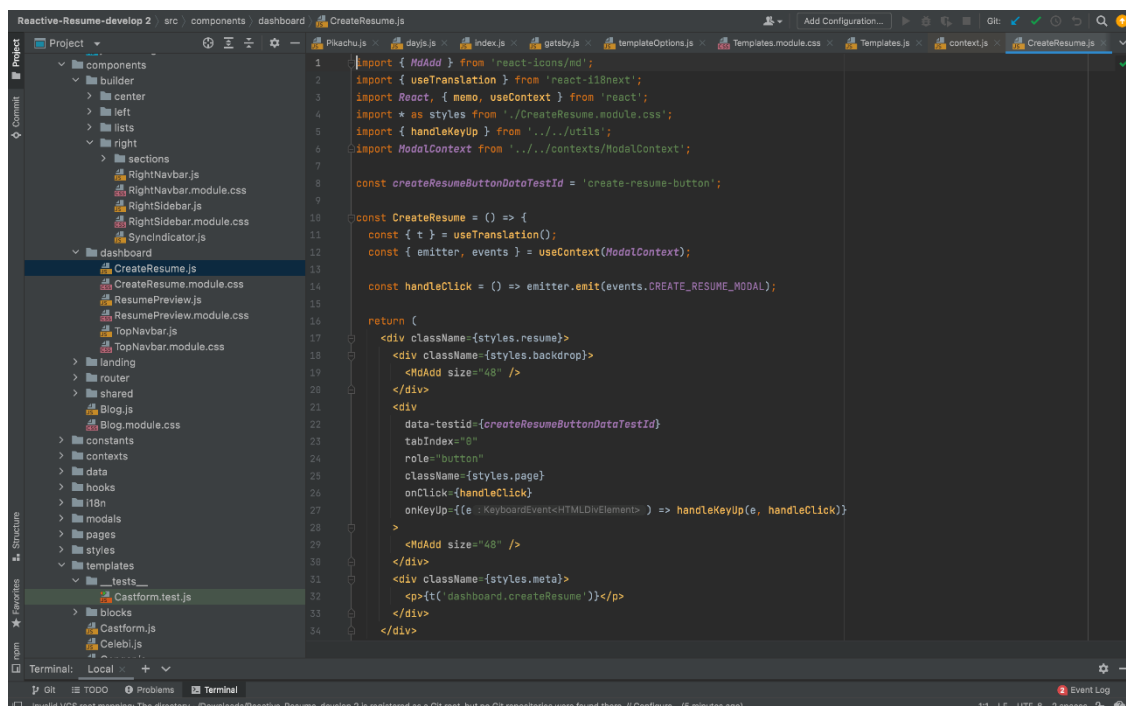 Reactive-Resume-develop 2 › src › components › dashboard › CreateResume.js
Add Configuration...
Git:
Project
Pikachu.js
dayjs.js
index.js
gatsby.js
templateOptions.js
Templates.module.css
Templates.js
context.js
CreateResume.js
Project
Commit
Structure
Favorites
npm
components
builder
center
left
lists
right
sections
RightNavbar.js
RightNavbar.module.css
RightSidebar.js
RightSidebar.module.css
SyncIndicator.js
dashboard
CreateResume.js
CreateResume.module.css
ResumePreview.js
ResumePreview.module.css
TopNavbar.js
TopNavbar.module.css
landing
router
shared
Blog.js
Blog.module.css
constants
contexts
data
hooks
i18n
modals
pages
styles
templates
__tests__
Castform.test.js
blocks
Castform.js
Celebi.js
1 import { MdAdd } from 'react-icons/md';
2 import { useTranslation } from 'react-i18next';
3 import React, { memo, useContext } from 'react';
4 import * as styles from './CreateResume.module.css';
5 import { handleKeyUp } from '../../utils';
6 import ModalContext from '../../contexts/ModalContext';
7
8 const createResumeButtonDataTestId = 'create-resume-button';
9
10 const CreateResume = () => {
11 const { t } = useTranslation();
12 const { emitter, events } = useContext(ModalContext);
13
14 const handleClick = () => emitter.emit(events.CREATE_RESUME_MODAL);
15
16 return (
17 <div className={styles.resume}>
18 <div className={styles.backdrop}>
19 <MdAdd size="48" />
20 </div>
21 <div
22 data-testid={createResumeButtonDataTestId}
23 tabIndex="0"
24 role="button"
25 className={styles.page}
26 onClick={handleClick}
27 onKeyUp={(e : KeyboardEvent<HTMLDivElement> ) => handleKeyUp(e, handleClick)}
28 >
29 <MdAdd size="48" />
30 </div>
31 <div className={styles.meta}>
32 <p>{t('dashboard.createResume')}</p>
33 </div>
34 </div>
Terminal: Local
Git
TODO
Problems
Terminal
2 Event Log